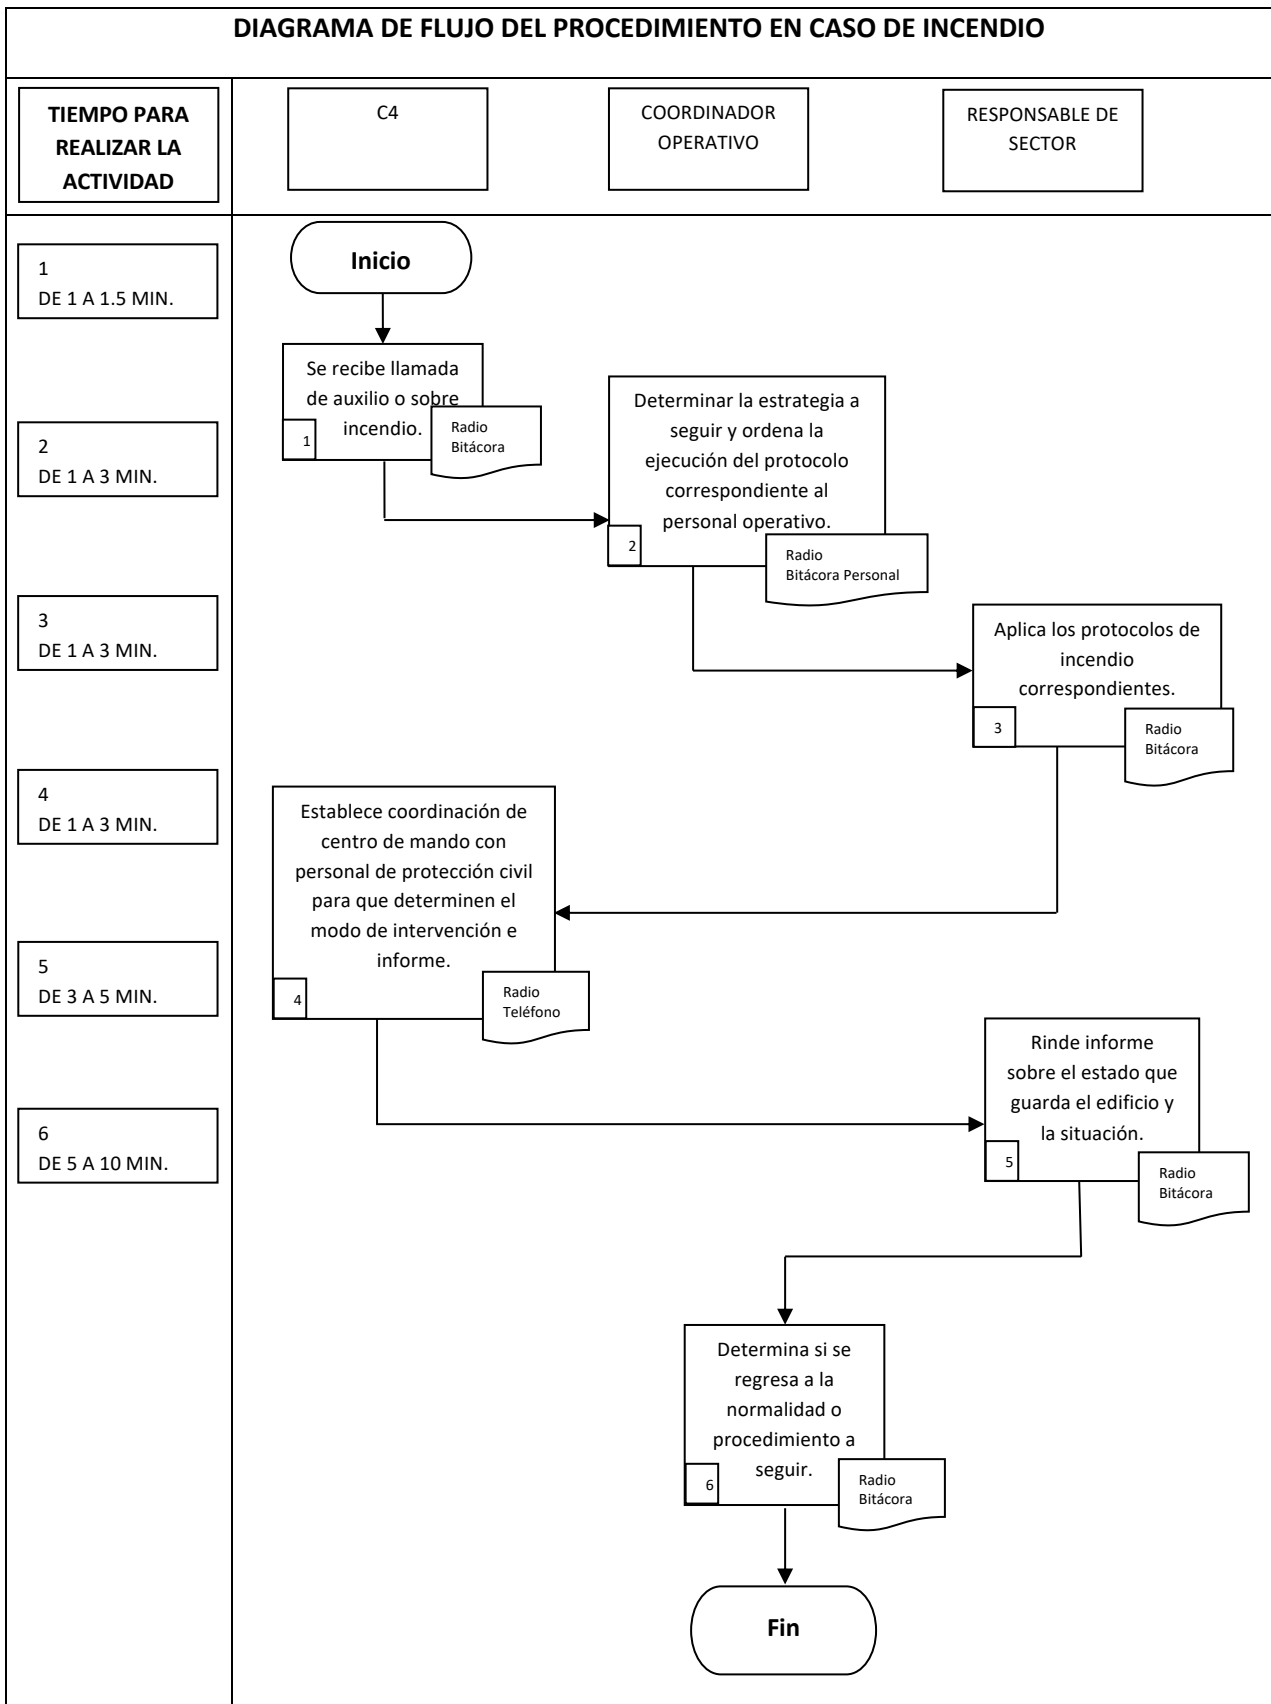 DIAGRAMA DE FLUJO DEL PROCEDIMIENTO EN CASO DE INCENDIO
TIEMPO PARA
REALIZAR LA
ACTIVIDAD
C4
COORDINADOR
OPERATIVO
RESPONSABLE DE
SECTOR
1
DE 1 A 1.5 MIN.
2
DE 1 A 3 MIN.
3
DE 1 A 3 MIN.
4
DE 1 A 3 MIN.
5
DE 3 A 5 MIN.
6
DE 5 A 10 MIN.
Inicio
Se recibe llamada
de auxilio o sobre
incendio.
1
Radio
Bitácora
Determinar la estrategia a
seguir y ordena la
ejecución del protocolo
correspondiente al
personal operativo.
2
Radio
Bitácora Personal
Aplica los protocolos de
incendio
correspondientes.
3
Radio
Bitácora
Establece coordinación de
centro de mando con
personal de protección civil
para que determinen el
modo de intervención e
informe.
4
Radio
Teléfono
Rinde informe
sobre el estado que
guarda el edificio y
la situación.
5
Radio
Bitácora
Determina si se
regresa a la
normalidad o
procedimiento a
seguir.
6
Radio
Bitácora
Fin